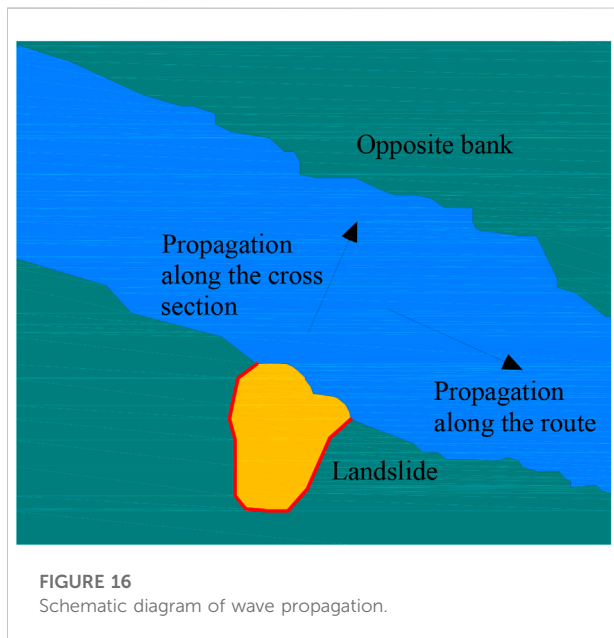 Opposite bank
Propagation
along the cross
section
Propagation
along the route
Landslide
FIGURE 16
Schematic diagram of wave propagation.